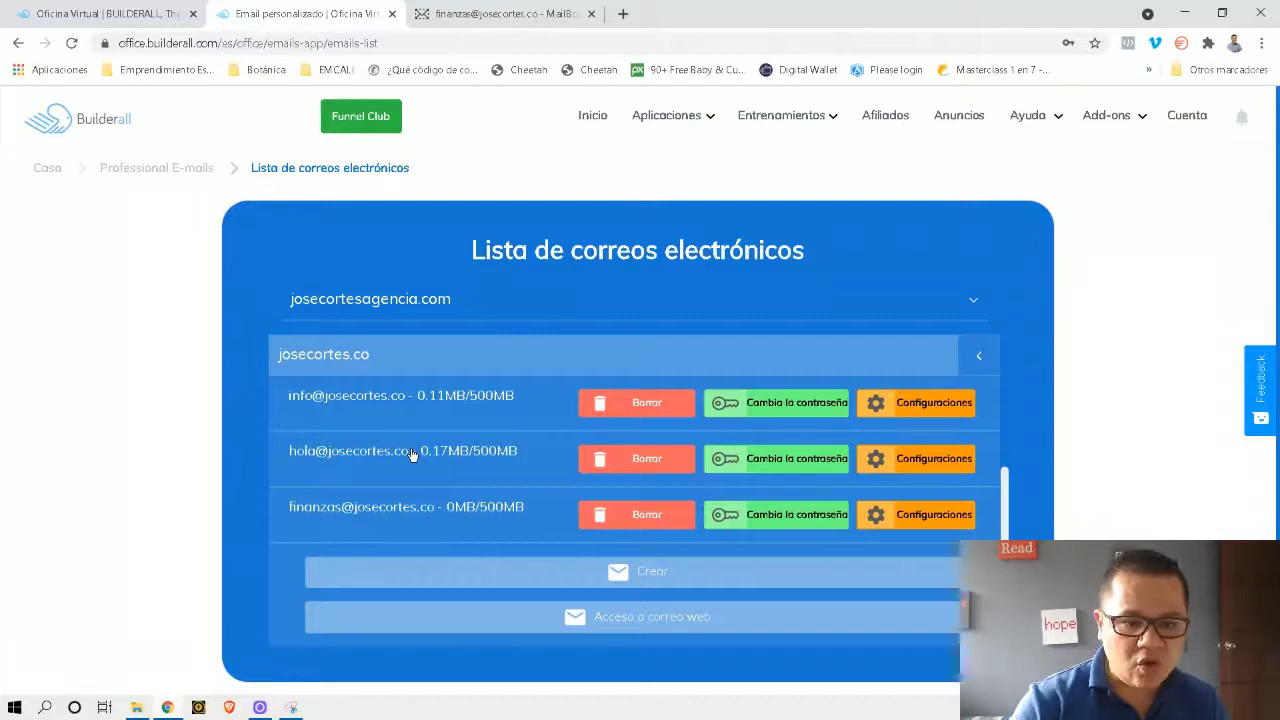 Oficina Virtual | BUILDERALL, The
Email personalizado | Oficina Vir
finanzas@josecortes.co - MailBo
office.builderall.com/es/office/emails-app/emails-list
Aplicaciones
Emprendimiento Es...
Botánica
EMCALI
¿Qué código de co...
Cheetah
Cheetah
90+ Free Baby & Cu...
Digital Wallet
Please login
Masterclass 1 en 7 -...
»
Otros marcadores
Builderall
Funnel Club
Inicio
Aplicaciones
Entrenamientos
Afiliados
Anuncios
Ayuda
Add-ons
Cuenta
Casa
Professional E-mails
Lista de correos electrónicos
Lista de correos electrónicos
josecortesagencia.com
josecortes.co
info@josecortes.co - 0.11MB/500MB
Borrar
Cambia la contraseña
Configuraciones
hola@josecortes.co - 0.17MB/500MB
Borrar
Cambia la contraseña
Configuraciones
finanzas@josecortes.co - 0MB/500MB
Borrar
Cambia la contraseña
Configuraciones
Crear
Acceso a correo web
Feedback
Read
hope